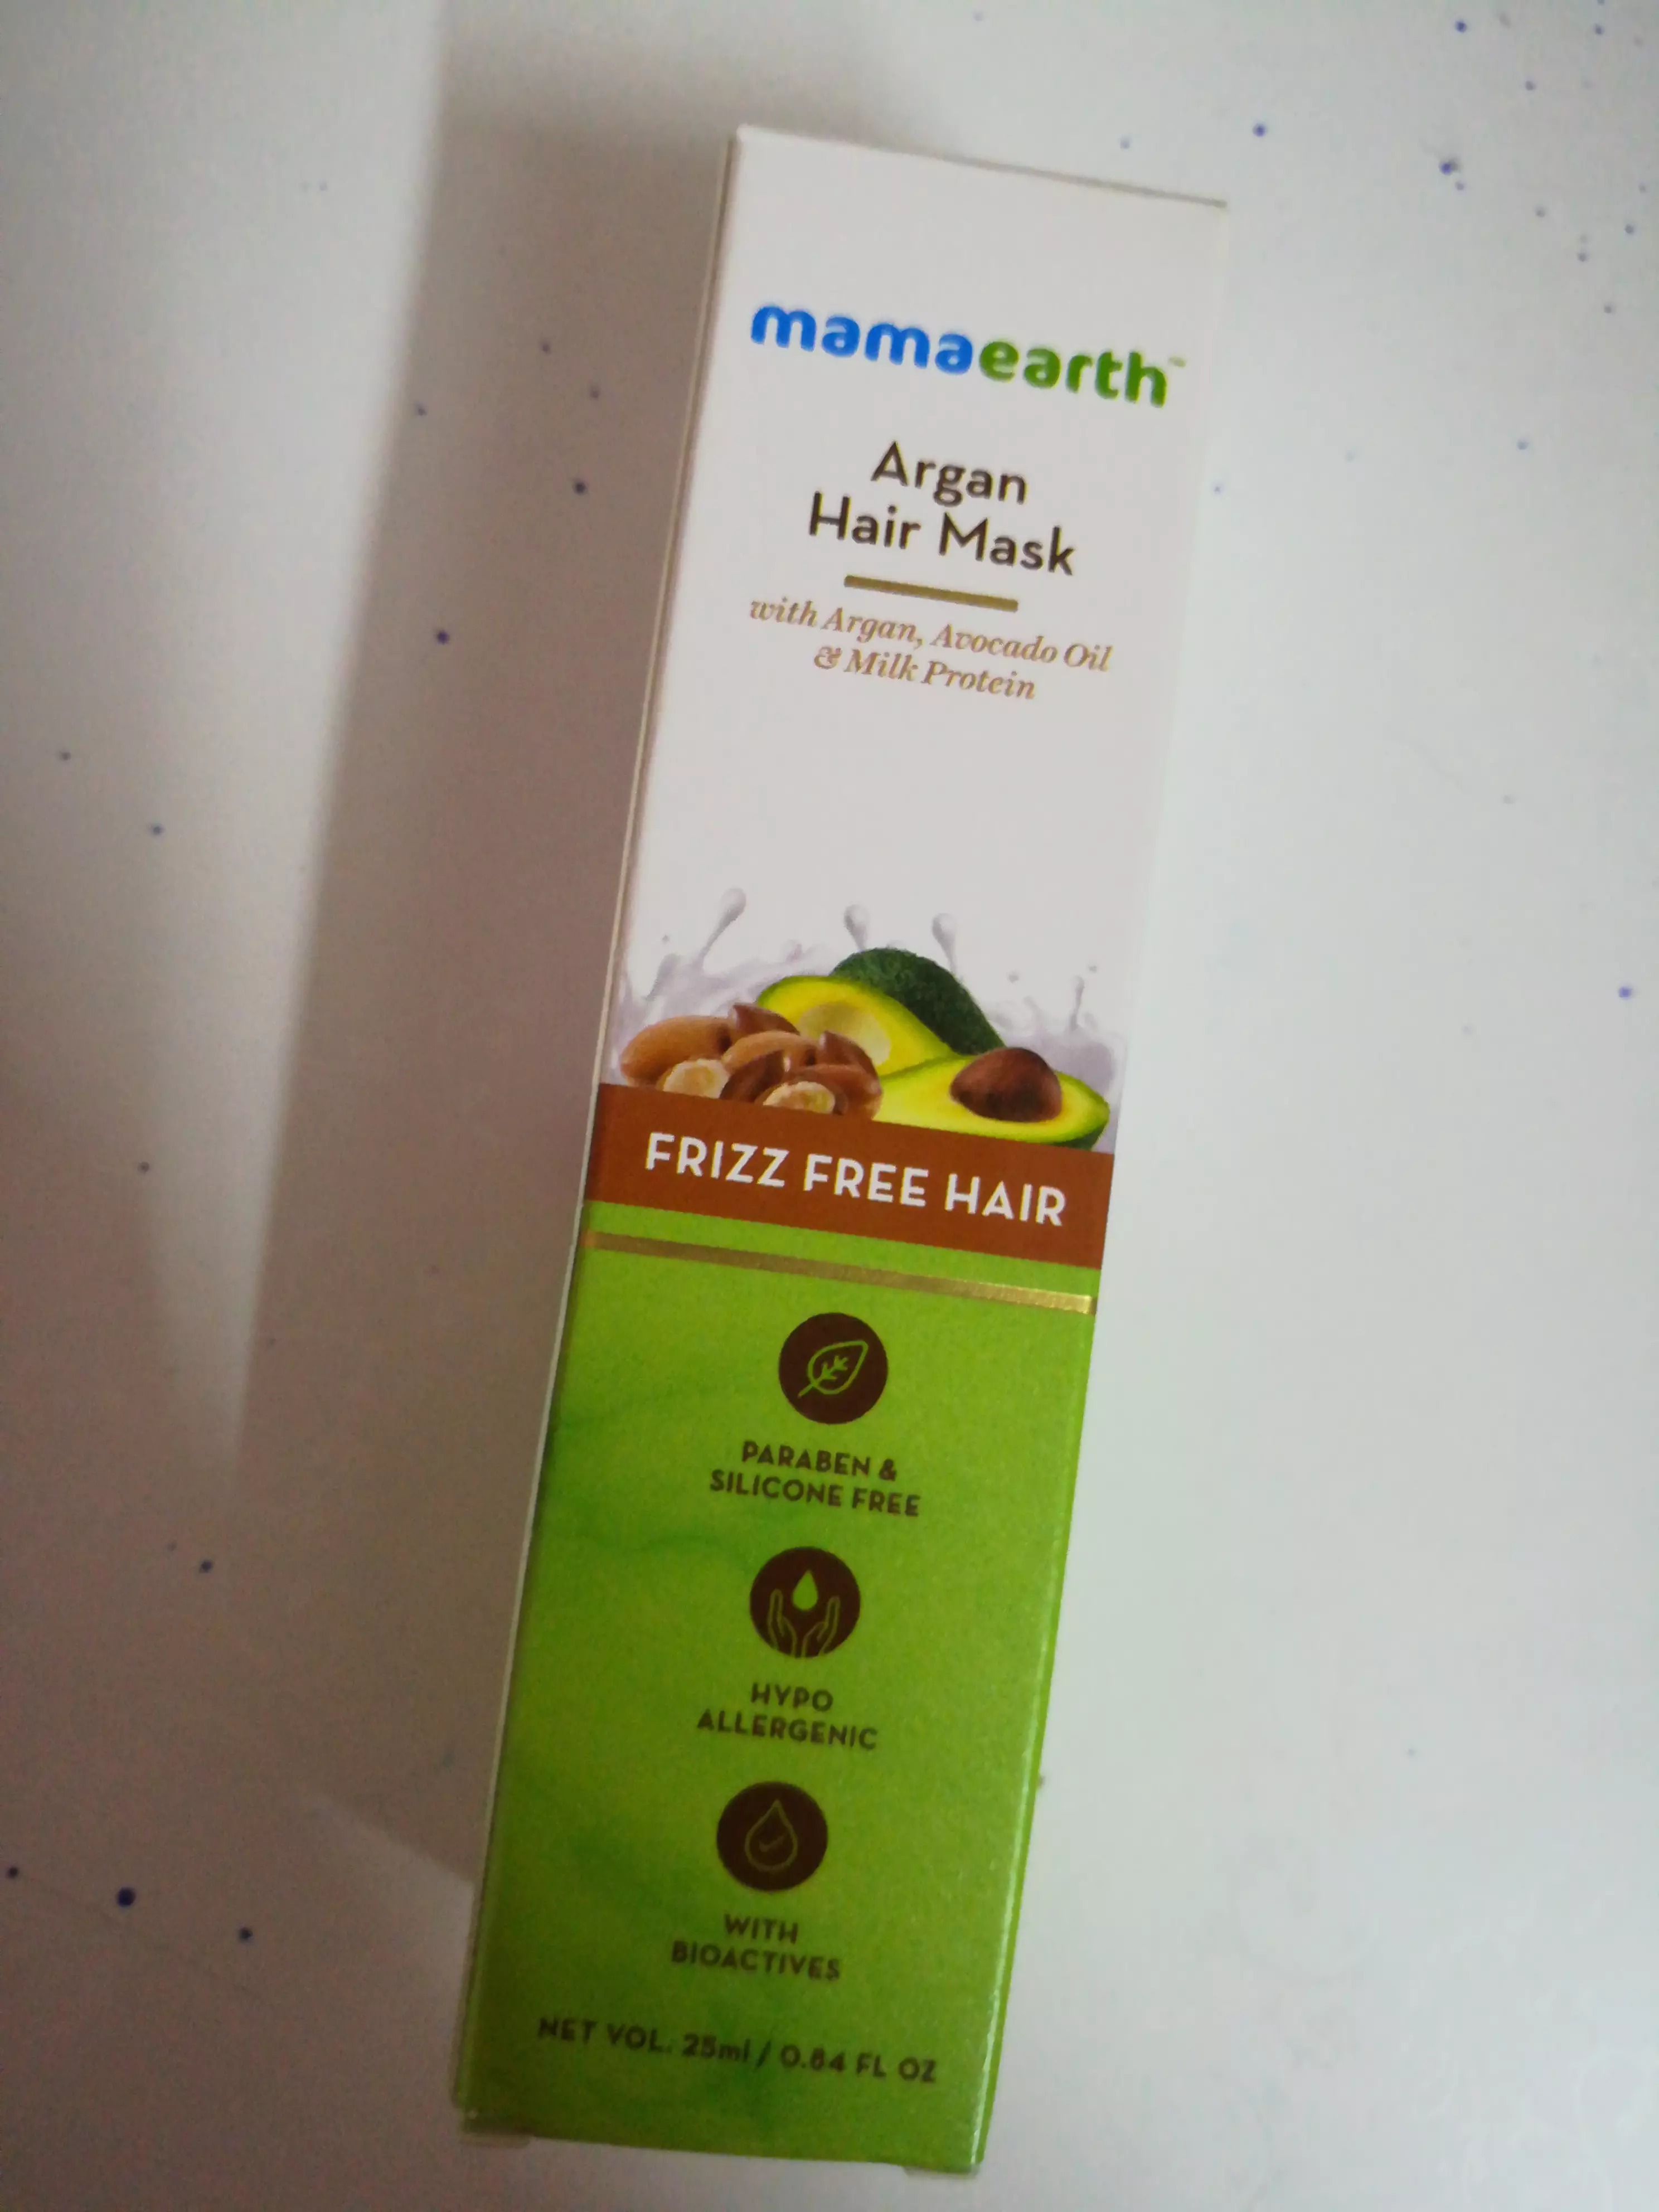 mamaearth™
Argan
Hair Mask
with Argan, Avocado Oil
& Milk Protein
FRIZZ FREE HAIR
PARABEN &
SILICONE FREE
HYPO
ALLERGENIC
WITH
BIOACTIVES
NET VOL. 25ml / 0.84 FL OZ